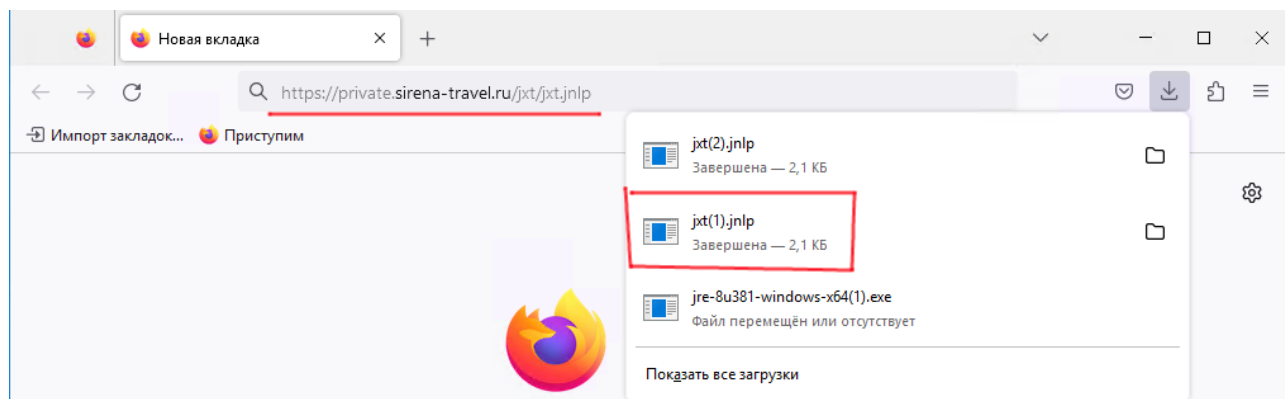 Новая вкладка
https://private.sirena-travel.ru/jxt/jxt.jnlp
Импорт закладок... Приступим
jxt(2).jnlp
Завершена — 2,1 КБ
jxt(1).jnlp
Завершена — 2,1 КБ
jre-8u381-windows-x64(1).exe
Файл перемещён или отсутствует
Показать все загрузки